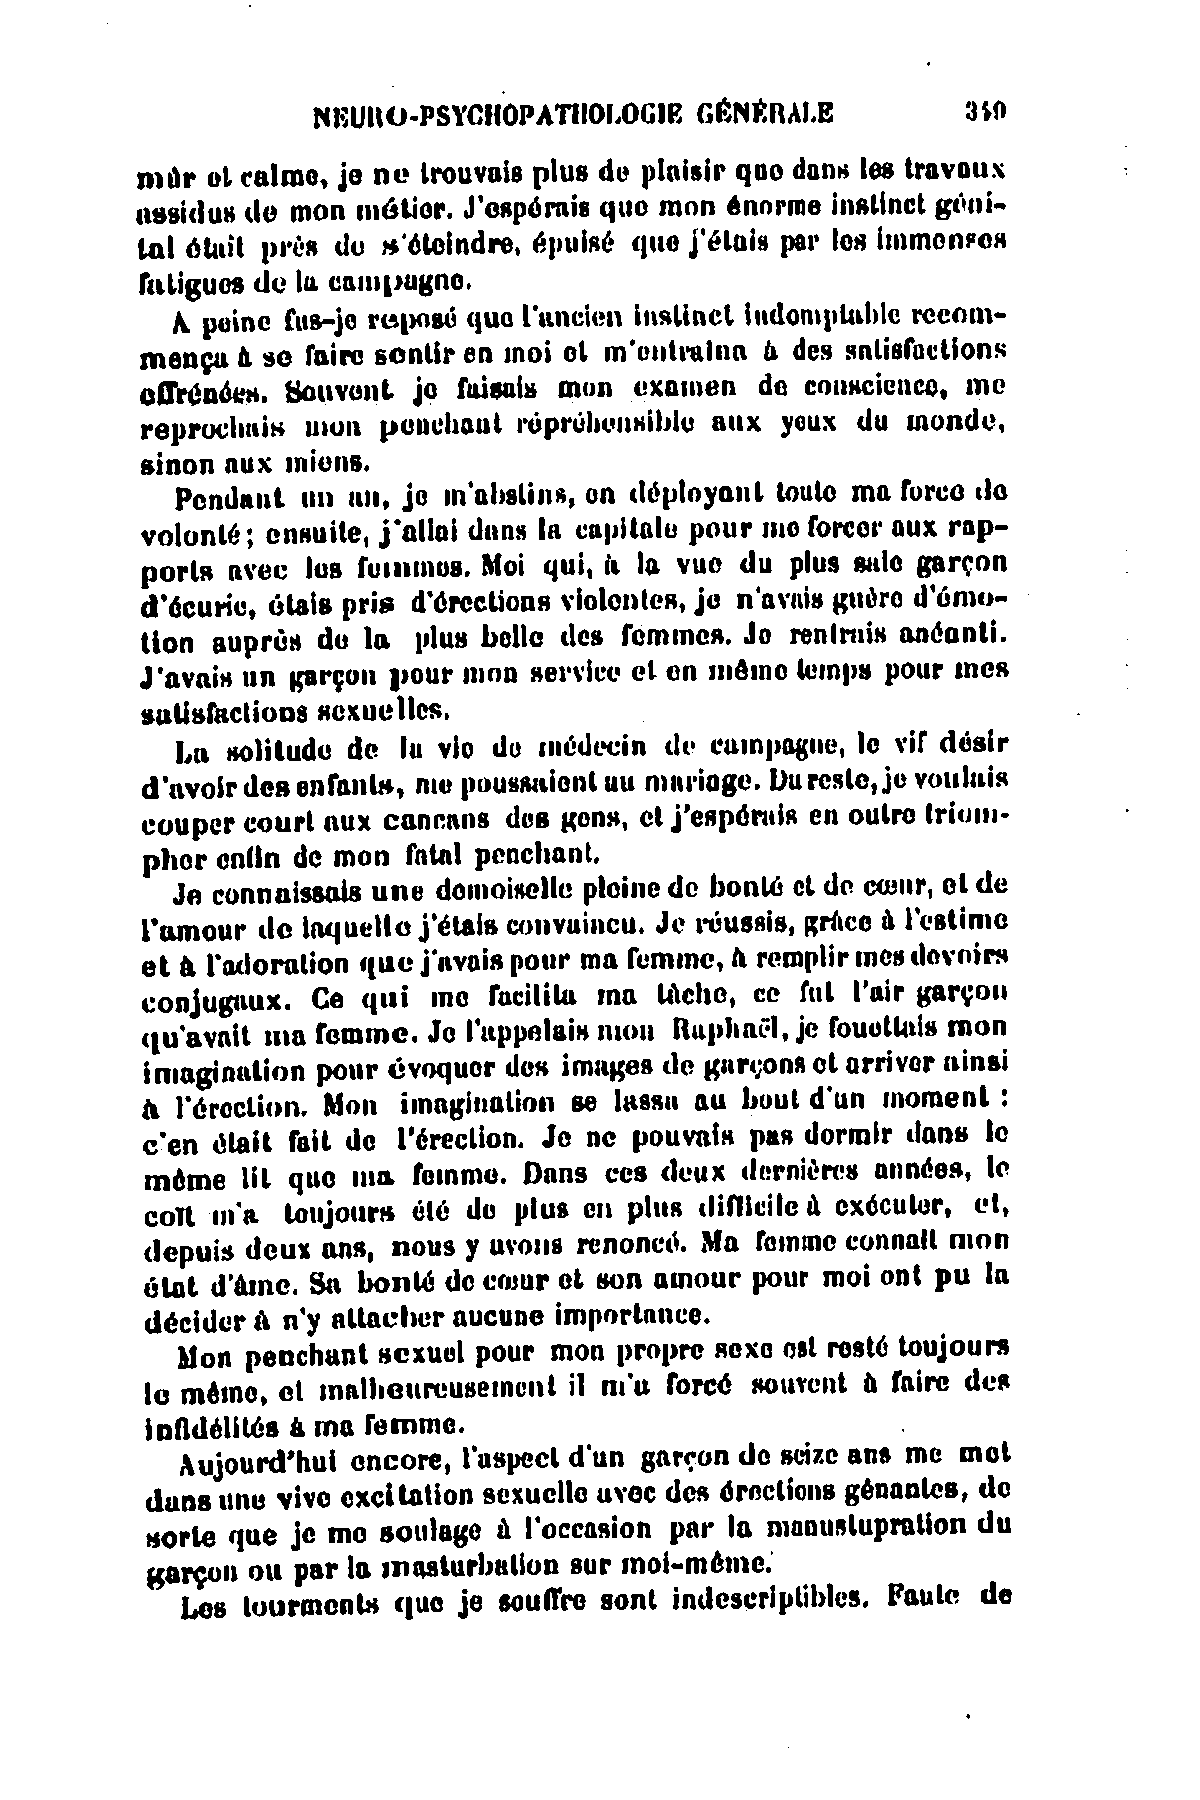 NEURO-PSYCHOPATHOLOGIE GÉNÉRALE 349
mûr et calme, je ne trouvais plus de plaisir que dans les travaux
assidus de mon métier. J'espérais que mon énorme instinct géni-
tal était près de s'éteindre, épuisé que j'étais par les immenses
fatigues de la campagne.
A peine fus-je reposé que l'ancien instinct indomptable recom-
mença à se faire sentir en moi et m'entraîna à des satisfactions
effrénées. Souvent je faisais mon examen de conscience, me
reprochais mon penchant répréhensible aux yeux du monde,
sinon aux miens.
Pendant un an, je m'abstins, en déployant toute ma force de
volonté ; ensuite, j'allai dans la capitale pour me forcer aux rap-
ports avec les femmes. Moi qui, à la vue du plus sale garçon
d'écurie, étais pris d'érections violentes, je n'avais guère d'émo-
tion auprès de la plus belle des femmes. Je rentrais anéanti.
J'avais un garçon pour mon service et en même temps pour mes
satisfactions sexuelles.
La solitude de la vie de médecin de campagne, le vif désir
d'avoir des enfants, me poussaient au mariage. Du reste, je voulais
couper court aux cancans des gens, et j'espérais en outre triom-
pher enfin de mon fatal penchant.
Je connaissais une demoiselle pleine de bonté et de cœur, et de
l'amour de laquelle j'étais convaincu. Je réussis, grâce à l'estime
et à l'adoration que j'avais pour ma femme, à remplir mes devoirs
conjugaux. Ce qui me facilita ma tâche, ce fut l'air garçon
qu'avait ma femme. Je l'appelais mon Raphaël, je fouettais mon
imagination pour évoquer des images de garçons et arriver ainsi
à l'érection. Mon imagination se lassa au bout d'un moment :
c'en était fait de l'érection. Je ne pouvais pas dormir dans le
même lit que ma femme. Dans ces deux dernières années, le
coït m'a toujours été de plus en plus difficile à exécuter, et,
depuis deux ans, nous y avons renoncé. Ma femme connaît mon
état d'âme. Sa bonté de cœur et son amour pour moi ont pu la
décider à n'y attacher aucune importance.
Mon penchant sexuel pour mon propre sexe est resté toujours
le même, et malheureusement il m'a forcé souvent à faire des
infidélités à ma femme.
Aujourd'hui encore, l'aspect d'un garçon de seize ans me met
dans une vive excitation sexuelle avec des érections gênantes, de
sorte que je me soulage à l'occasion par la manustupration du
garçon ou par la masturbation sur moi-même.
Les tourments que je souffre sont indescriptibles. Faute de